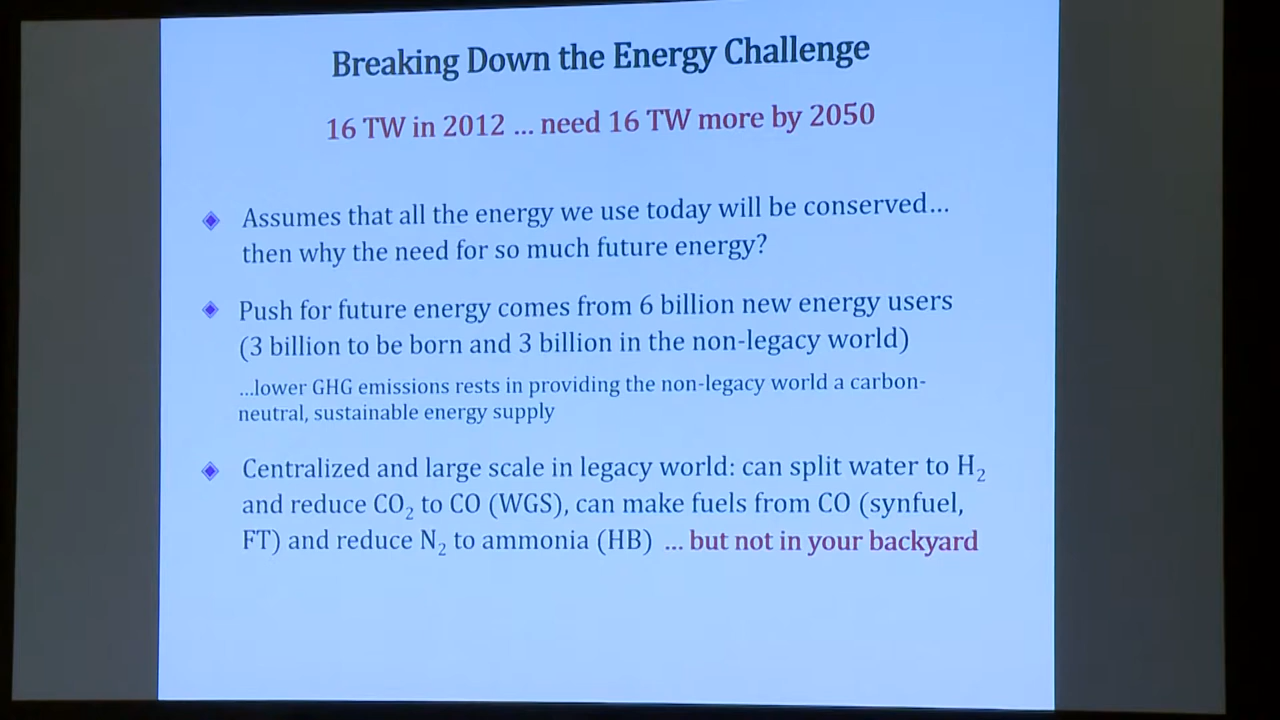 Breaking Down the Energy Challenge
16 TW in 2012 ... need 16 TW more by 2050
Assumes that all the energy we use today will be conserved...
then why the need for so much future energy?
Push for future energy comes from 6 billion new energy users
(3 billion to be born and 3 billion in the non-legacy world)
...lower GHG emissions rests in providing the non-legacy world a carbon-
neutral, sustainable energy supply
Centralized and large scale in legacy world: can split water to H₂
and reduce CO₂ to CO (WGS), can make fuels from CO (synfuel,
FT) and reduce N₂ to ammonia (HB) ... but not in your backyard